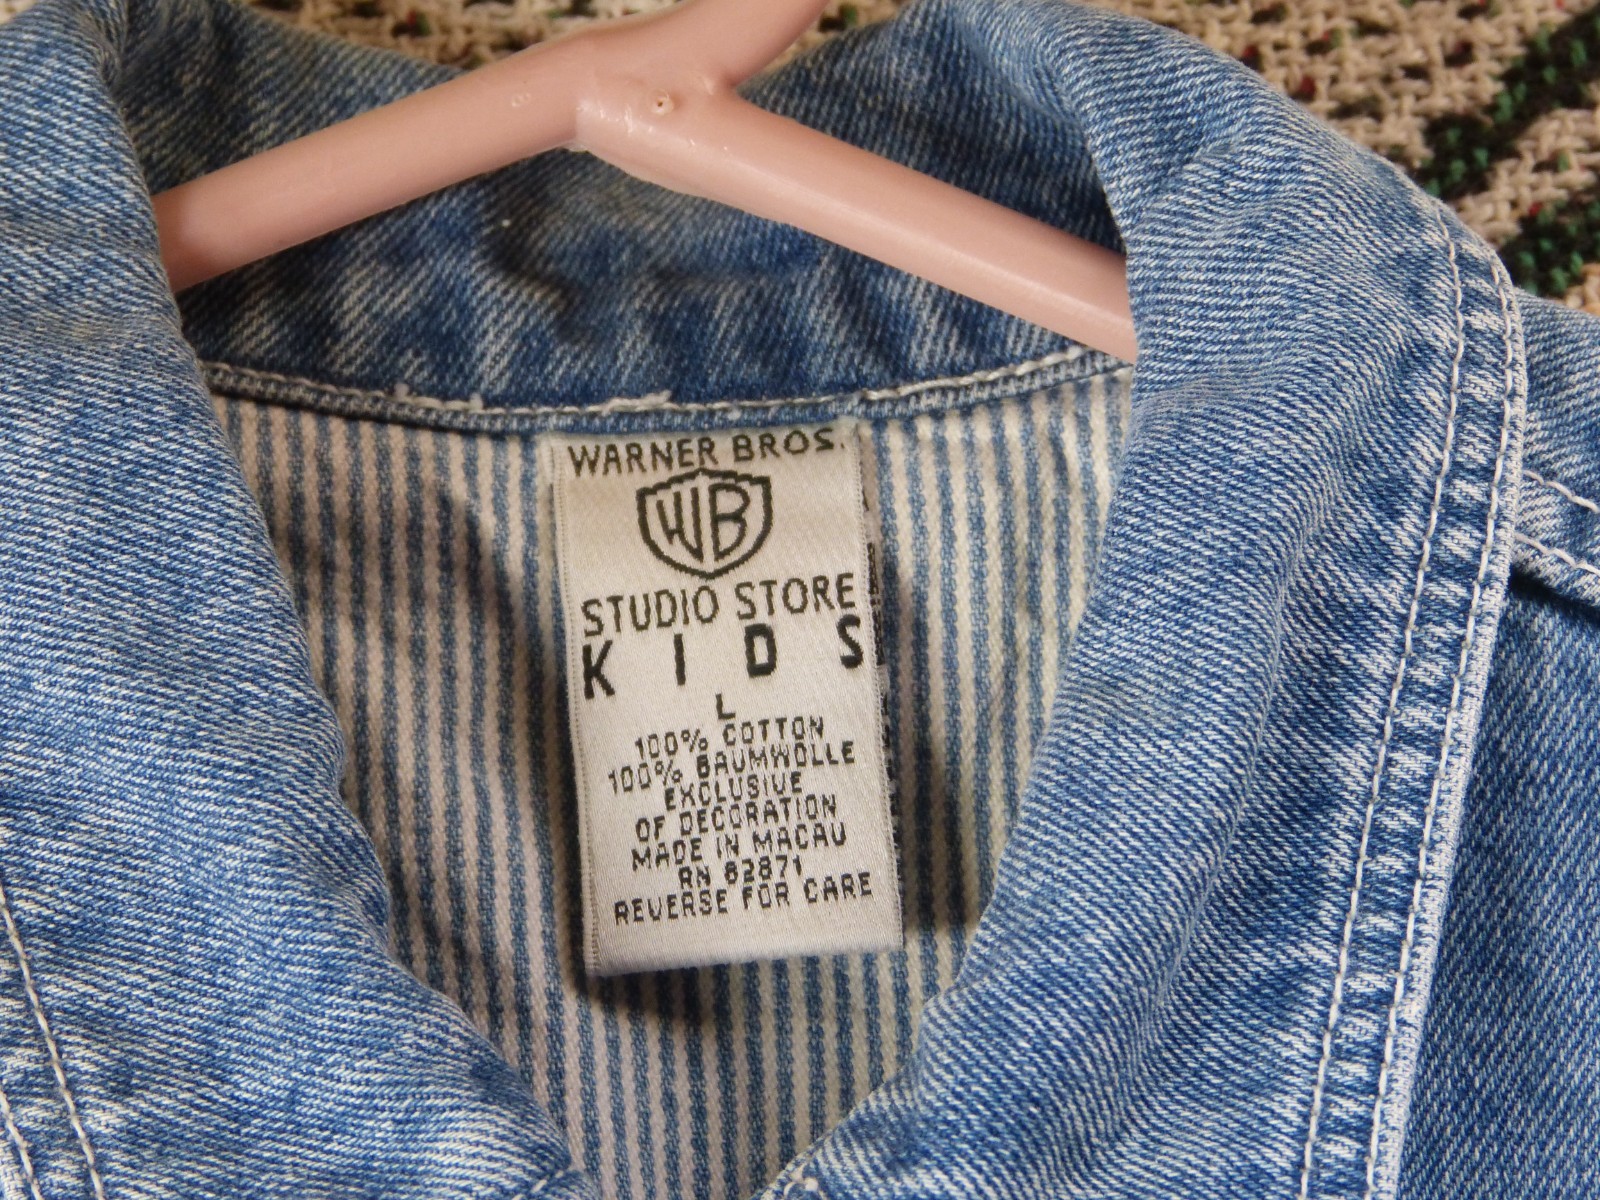 WARNER BROS.
WB
STUDIO STORE
KIDS
L
100% COTTON
100% BAUMWOLLE
EXCLUSIVE
OF DECORATION
MADE IN MACAU
RN 82871
REVERSE FOR CARE